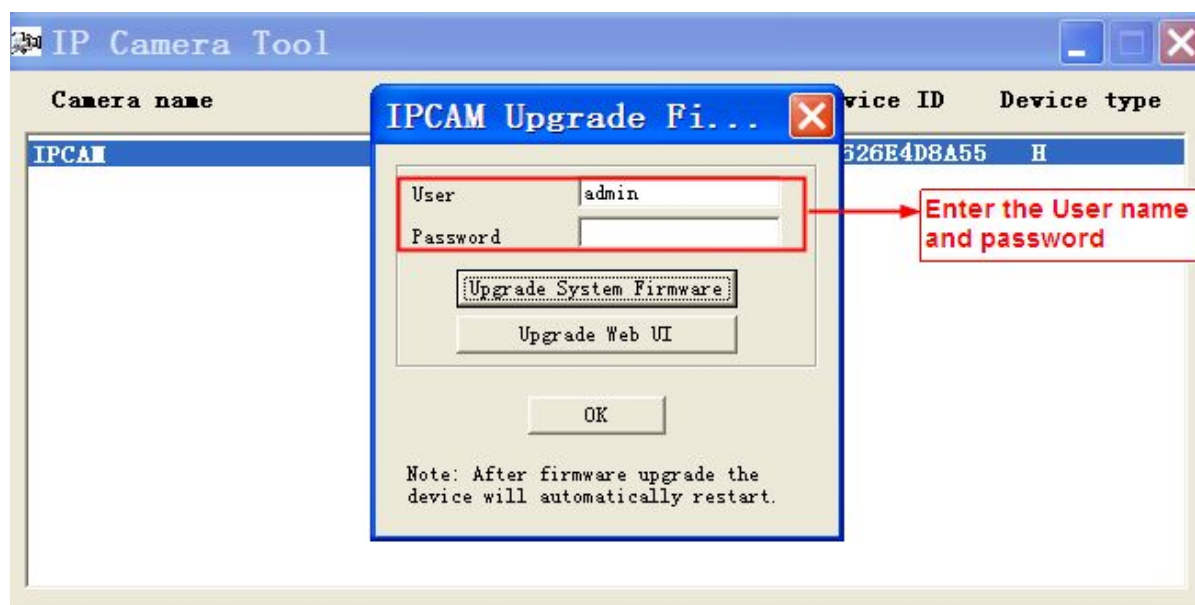 IP Camera Tool
Camera name
vice ID
Device type
IPCAM
526E4D8A55
H
IPCAM Upgrade Fi...
User
admin
Password
Enter the User name
and password
Upgrade System Firmware
Upgrade Web UI
OK
Note: After firmware upgrade the
device will automatically restart.